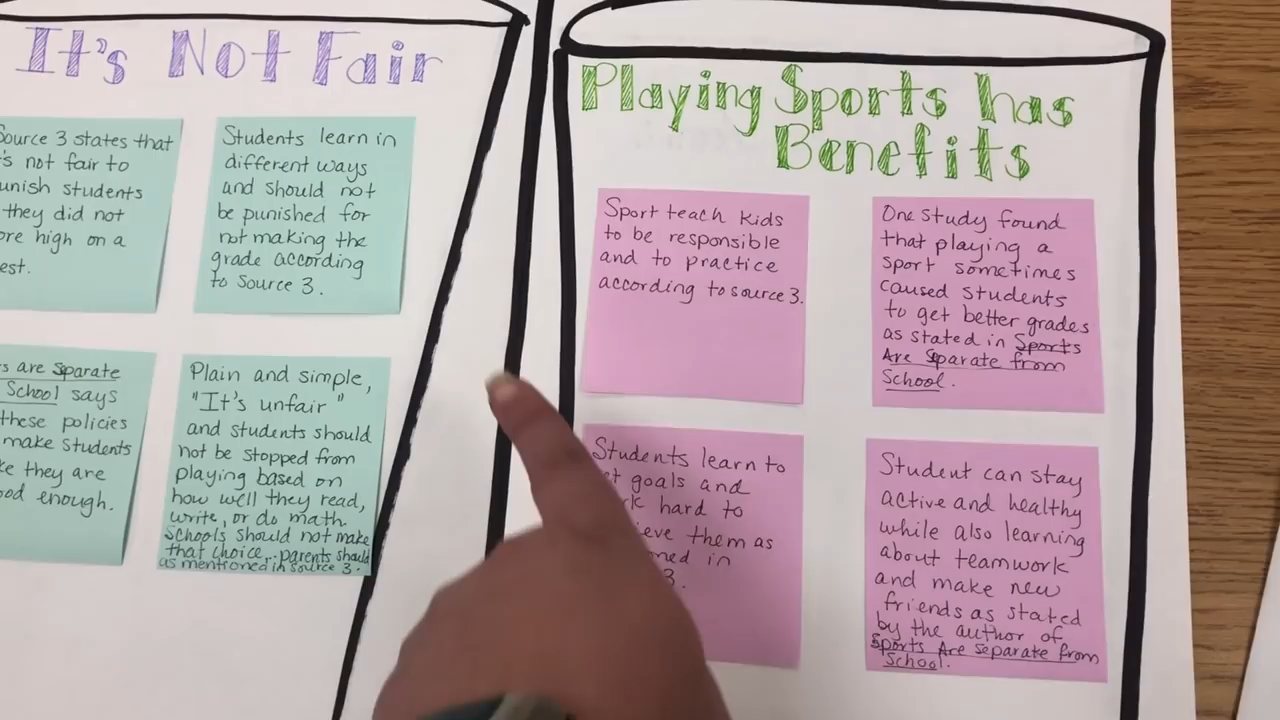 It's Not Fair
Source 3 states that
's not fair to
unish students
they did not
ore high on a
est.
Students learn in
different ways
and should not
be punished for
not making the
grade according
to Source 3.
s are separate
School says
these policies
make students
ke they are
ood enough.
Plain and simple,
"It's unfair"
and students should
not be stopped from
playing based on
how well they read,
write, or do math.
Schools should not make
that choice... parents should
as mentioned in source 3.
Playing Sports has
Benefits
Sport teach kids
to be responsible
and to practice
according to source 3.
One study found
that playing a
sport sometimes
caused students
to get better grades
as stated in Sports
Are Separate from
School.
Students learn to
goals and
hard to
as
in
3.
Student can stay
active and healthy
while also learning
about teamwork
and make new
friends as stated
by the author of
Sports Are Separate from
School.